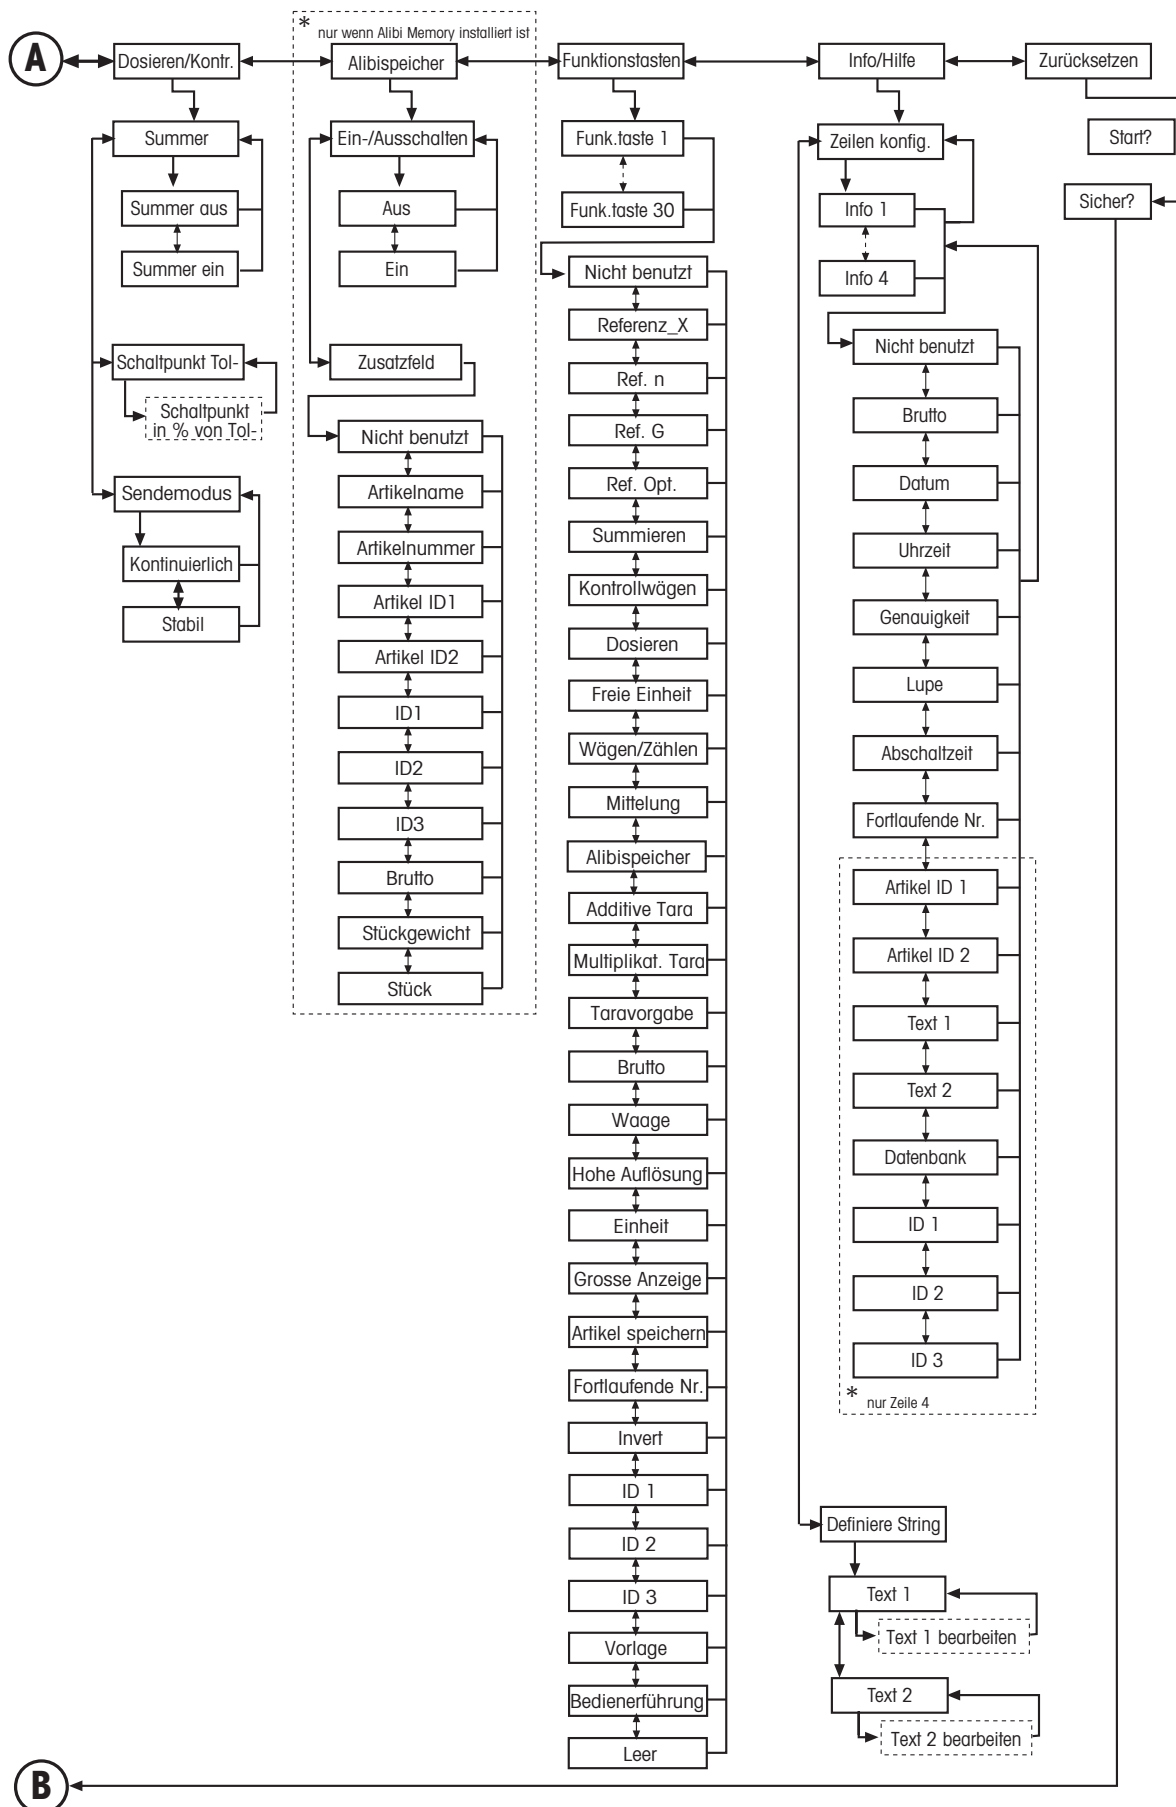 * nur wenn Alibi Memory installiert ist
A
Dosieren/Kontr.
Alibispeicher
Funktionstasten
Info/Hilfe
Zurücksetzen
Summer
Summer aus
Summer ein
Schaltpunkt Tol-
Schaltpunkt
in % von Tol-
Sendemodus
Kontinuierlich
Stabil
Ein-/Ausschalten
Aus
Ein
Zusatzfeld
Nicht benutzt
Artikelname
Artikelnummer
Artikel ID1
Artikel ID2
ID1
ID2
ID3
Brutto
Stückgewicht
Stück
Funk.taste 1
Funk.taste 30
Nicht benutzt
Referenz_X
Ref. n
Ref. G
Ref. Opt.
Summieren
Kontrollwägen
Dosieren
Freie Einheit
Wägen/Zählen
Mittelung
Alibispeicher
Additive Tara
Multiplikat. Tara
Taravorgabe
Brutto
Waage
Hohe Auflösung
Einheit
Grosse Anzeige
Artikel speichern
Fortlaufende Nr.
Invert
ID 1
ID 2
ID 3
Vorlage
Bedienerführung
Leer
Zeilen konfig.
Info 1
Info 4
Nicht benutzt
Brutto
Datum
Uhrzeit
Genauigkeit
Lupe
Abschaltzeit
Fortlaufende Nr.
Artikel ID 1
Artikel ID 2
Text 1
Text 2
Datenbank
ID 1
ID 2
ID 3
* nur Zeile 4
Definiere String
Text 1
Text 1 bearbeiten
Text 2
Text 2 bearbeiten
Start?
Sicher?
B